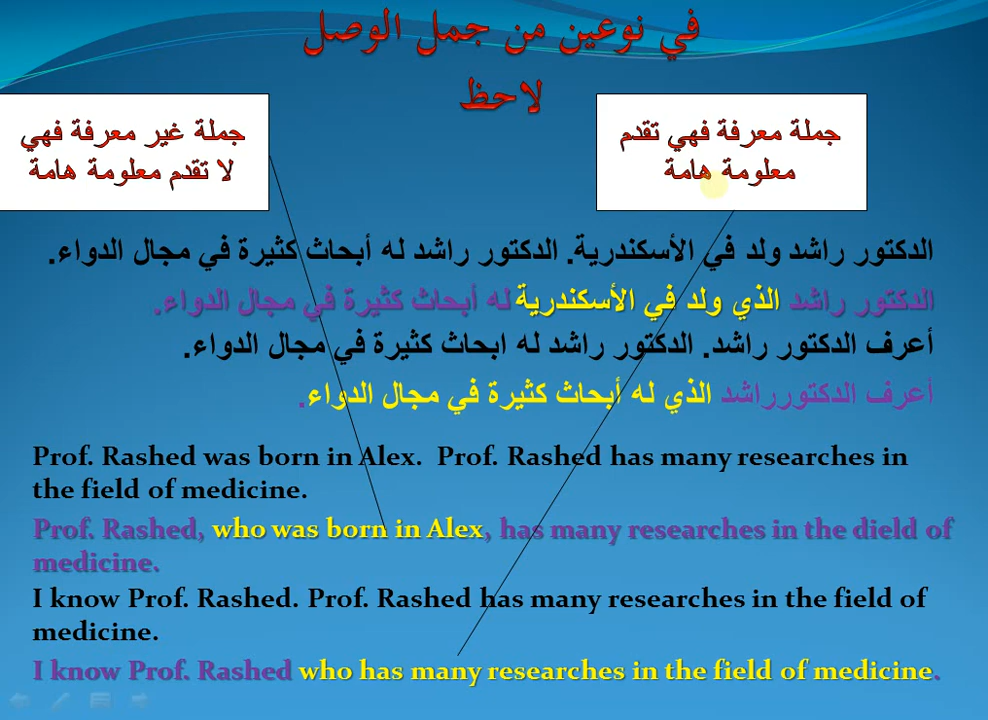 في نوعين من جمل الوصل
لاحظ
جملة معرفة فهي تقدم
معلومة هامة
جملة غير معرفة فهي
لا تقدم معلومة هامة
الدكتور راشد ولد في الأسكندرية. الدكتور راشد له أبحاث كثيرة في مجال الدواء.
الدكتور راشد الذي ولد في الأسكندرية له أبحاث كثيرة في مجال الدواء.
أعرف الدكتور راشد. الدكتور راشد له ابحاث كثيرة في مجال الدواء.
أعرف الدكتورراشد الذي له أبحاث كثيرة في مجال الدواء.
Prof. Rashed was born in Alex. Prof. Rashed has many researches in
the field of medicine.
Prof. Rashed, who was born in Alex, has many researches in the dield of
medicine.
I know Prof. Rashed. Prof. Rashed has many researches in the field of
medicine.
I know Prof. Rashed who has many researches in the field of medicine.